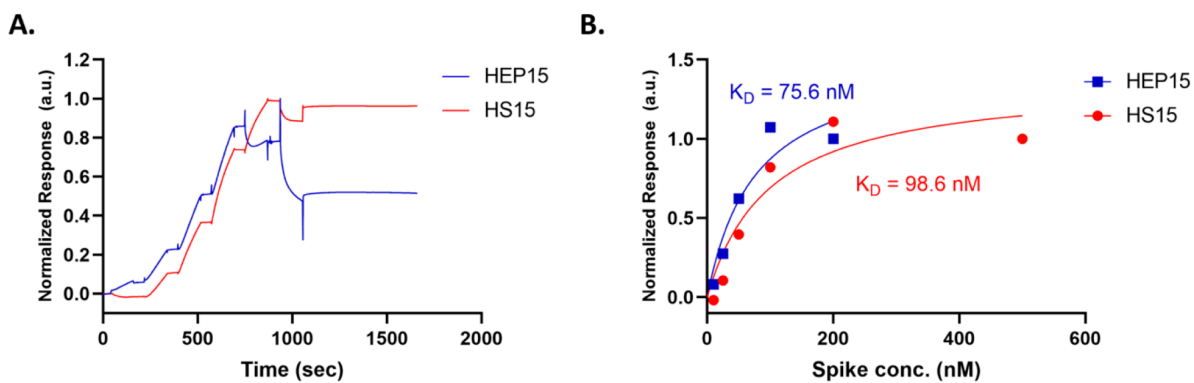 A.
Normalized Response (a.u.)
1.2
1.0
0.8
0.6
0.4
0.2
0.0
0
500
1000
1500
2000
Time (sec)
HEP15
HS15
B.
Normalized Response (a.u.)
1.5
1.0
0.5
0.0
0
200
400
600
Spike conc. (nM)
KD = 75.6 nM
KD = 98.6 nM
HEP15
HS15